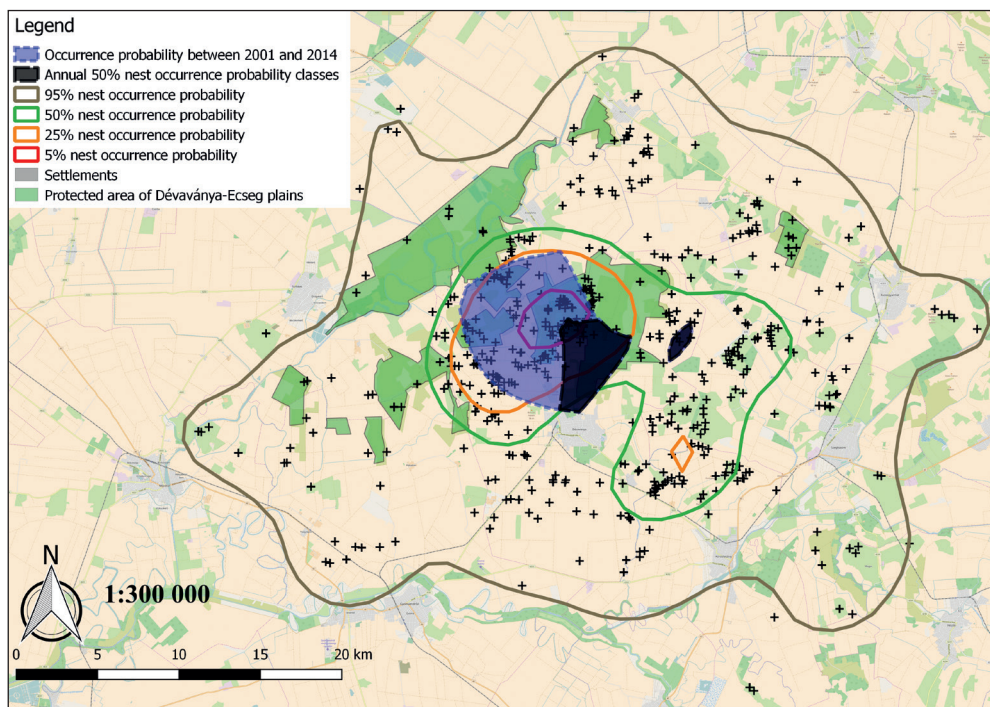 Legend
Occurrence probability between 2001 and 2014
Annual 50% nest occurrence probability classes
95% nest occurrence probability
50% nest occurrence probability
25% nest occurrence probability
5% nest occurrence probability
Settlements
Protected area of Dévaványa-Ecseg plains
N
1:300 000
0 5 10 15 20 km